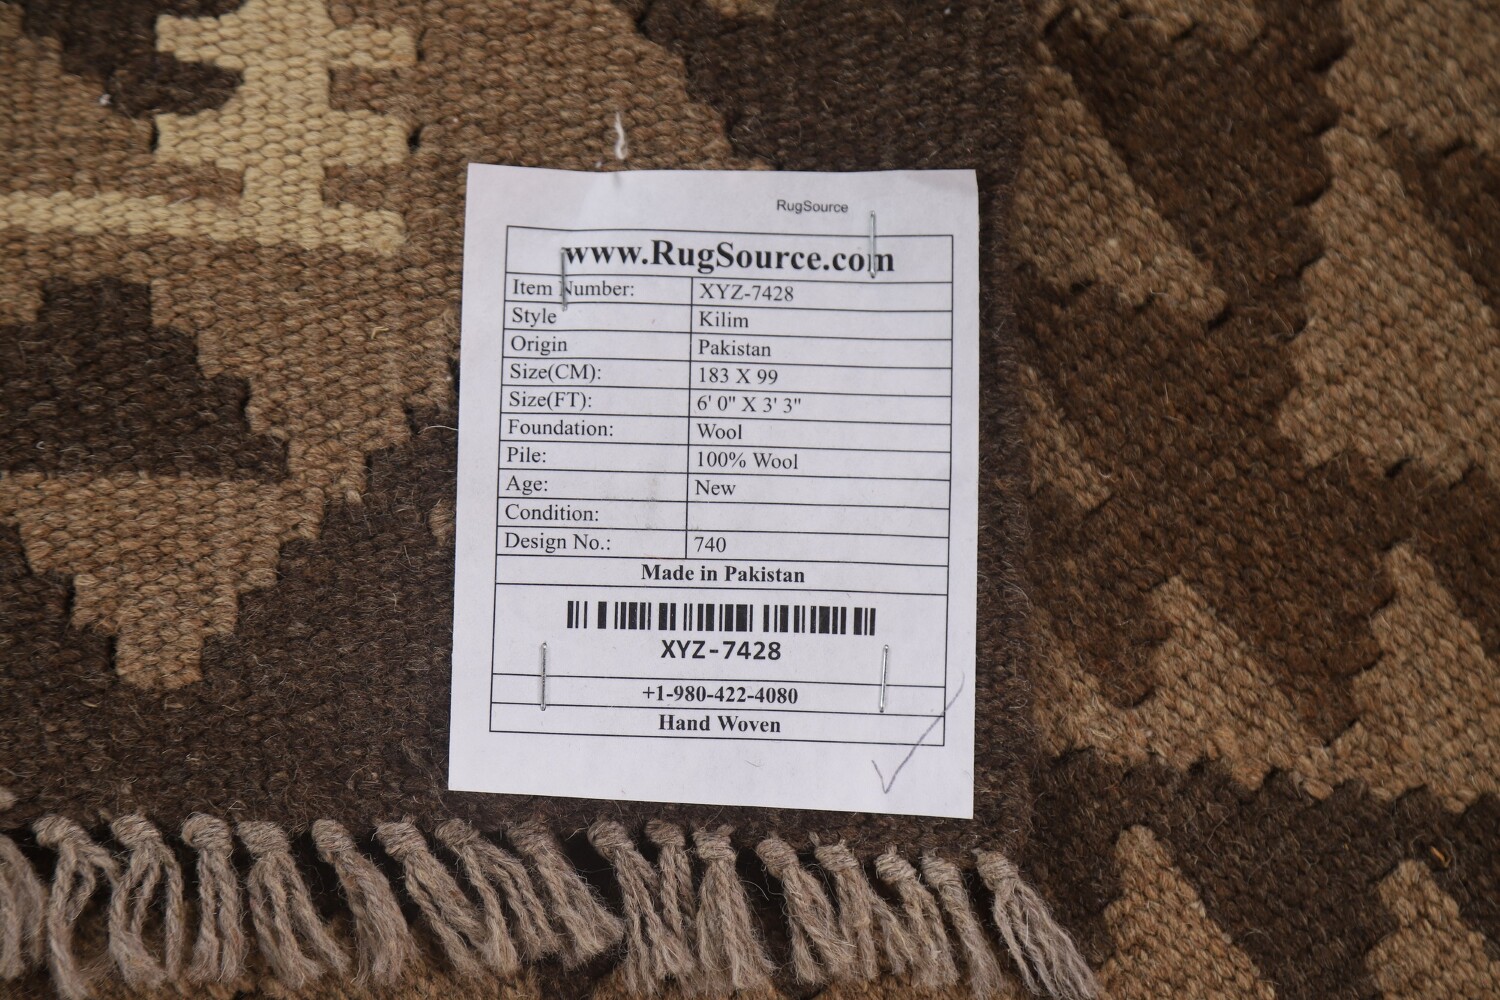 RugSource
www.RugSource.com
Item Number: XYZ-7428
Style Kilim
Origin Pakistan
Size(CM): 183 X 99
Size(FT): 6' 0" X 3' 3"
Foundation: Wool
Pile: 100% Wool
Age: New
Condition:
Design No.: 740
Made in Pakistan
XYZ-7428
+1-980-422-4080
Hand Woven